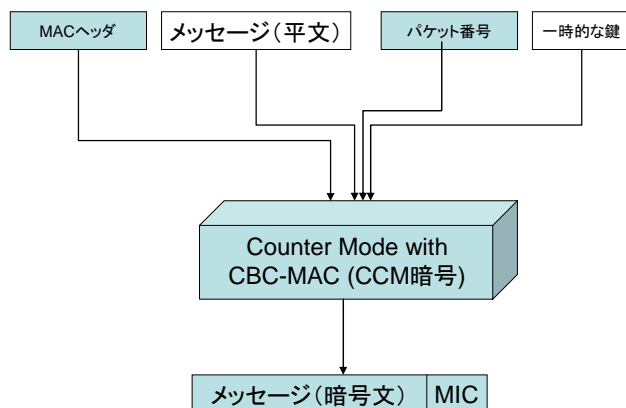 MACヘッダ
メッセージ(平文)
パケット番号
一時的な鍵
Counter Mode with
CBC-MAC (CCM暗号)
メッセージ(暗号文)
MIC